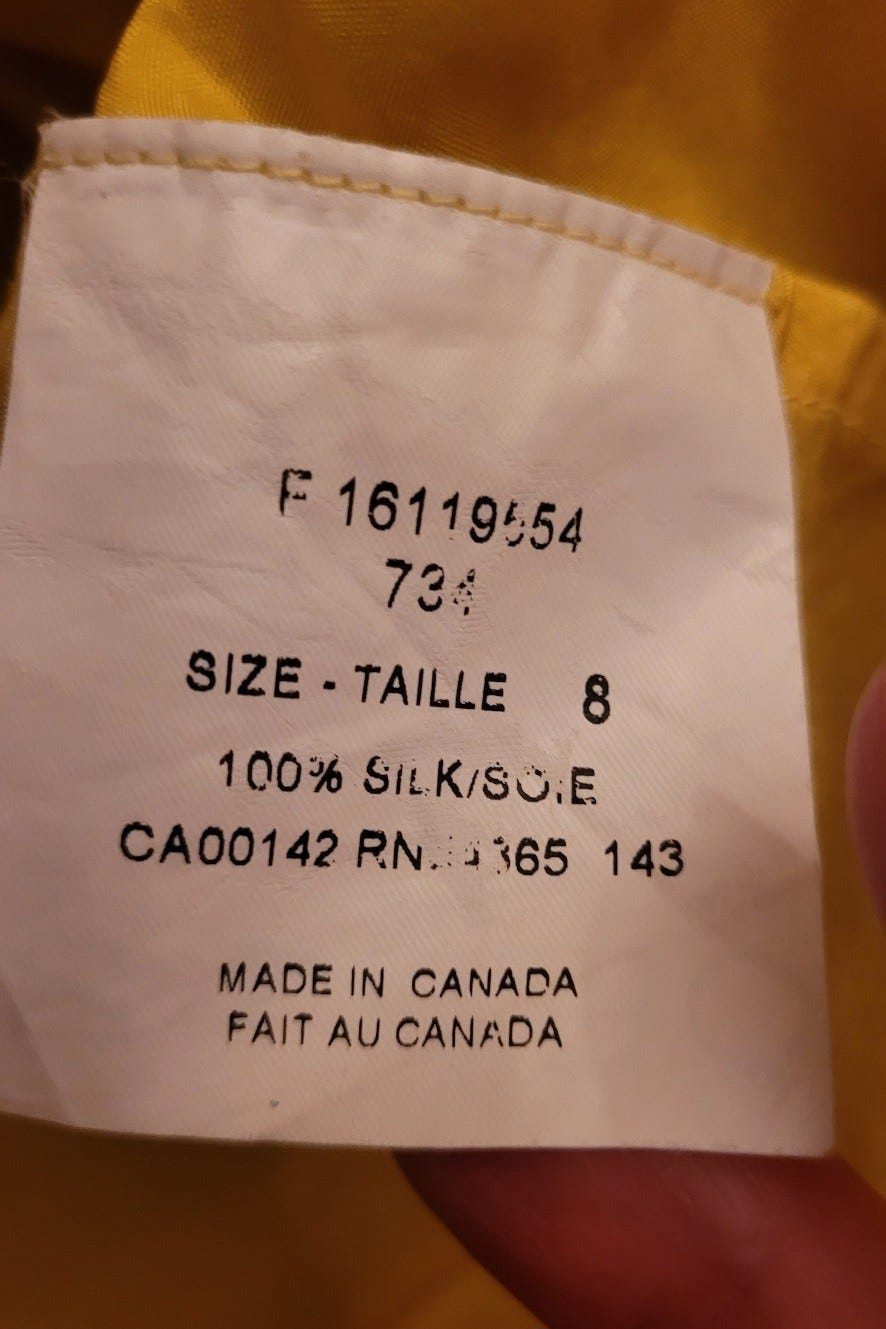 F 16119554
734
SIZE - TAILLE 8
100% SILK/SOIE
CA00142 143
MADE IN CANADA
FAIT AU CANADA